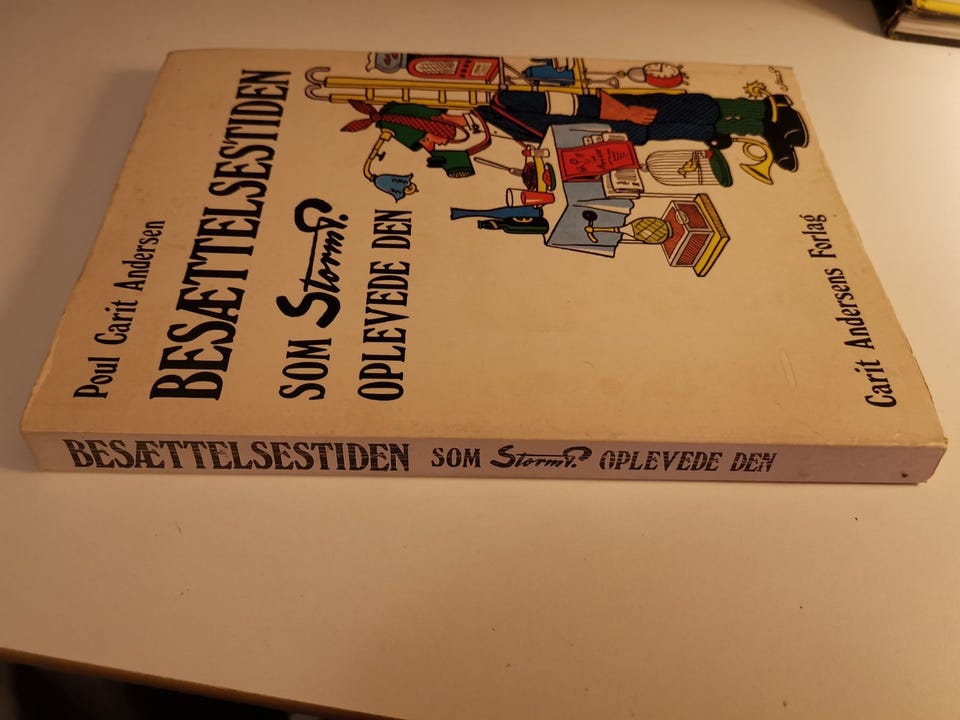 Poul Carit Andersen
BESÆTTELSESTIDEN
SOM Storm P.
OPLEVEDE DEN
Carit Andersens Forlag
BESÆTTELSESTIDEN SOM Storm P. OPLEVEDE DEN